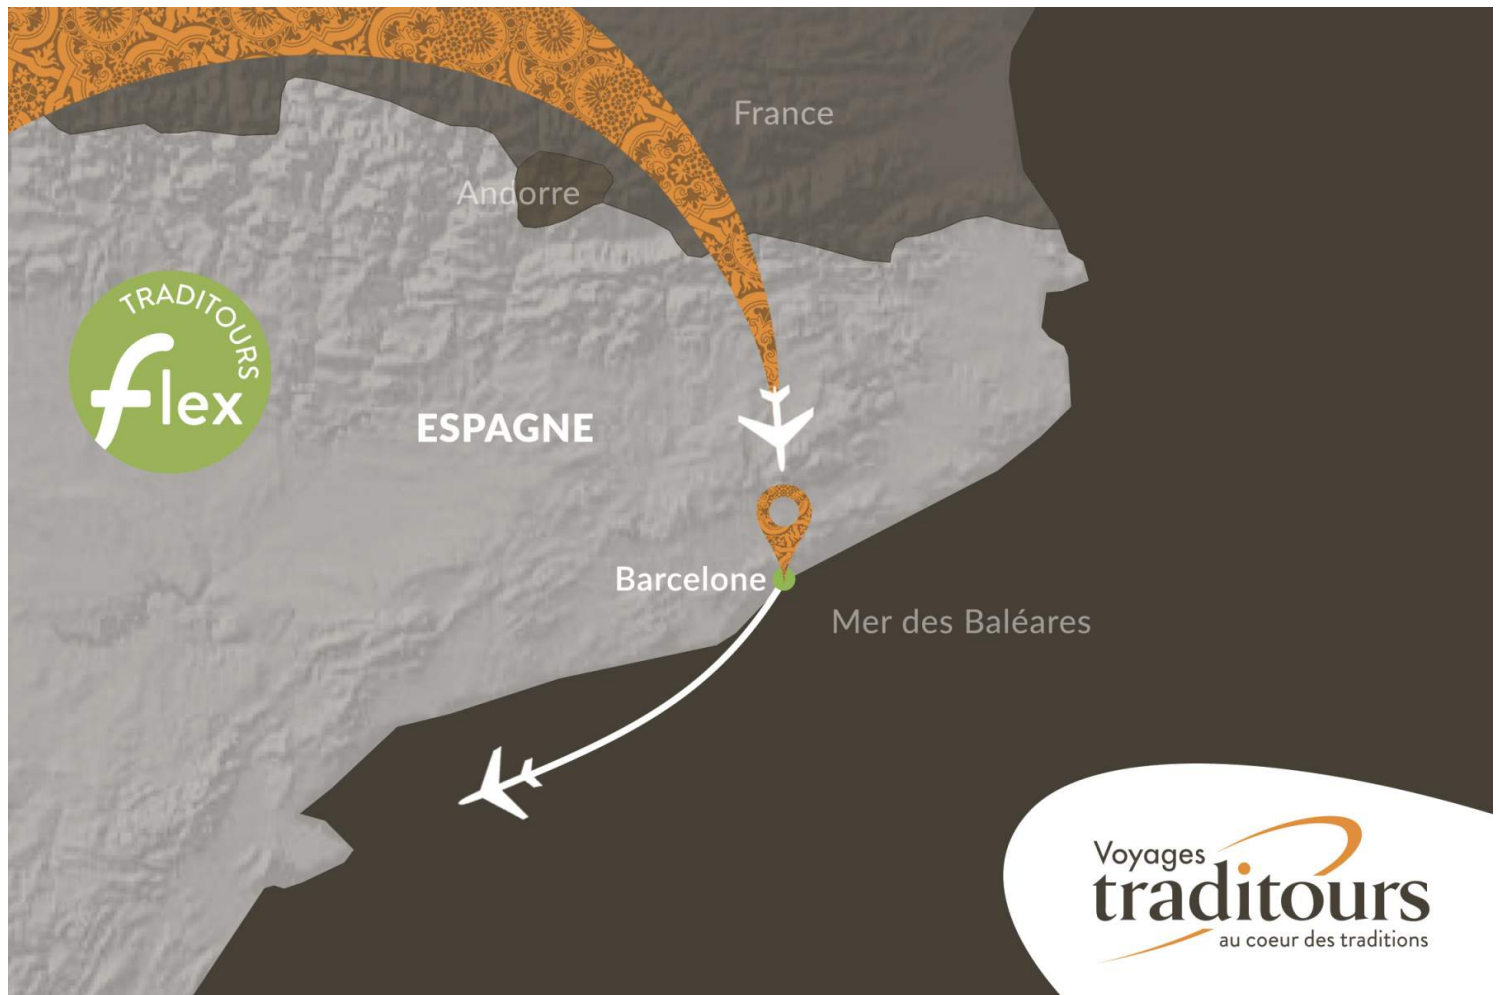 France
Andorre
TRADITOURS
flex
ESPAGNE
Barcelone
Mer des Baléares
Voyages
traditours
au coeur des traditions